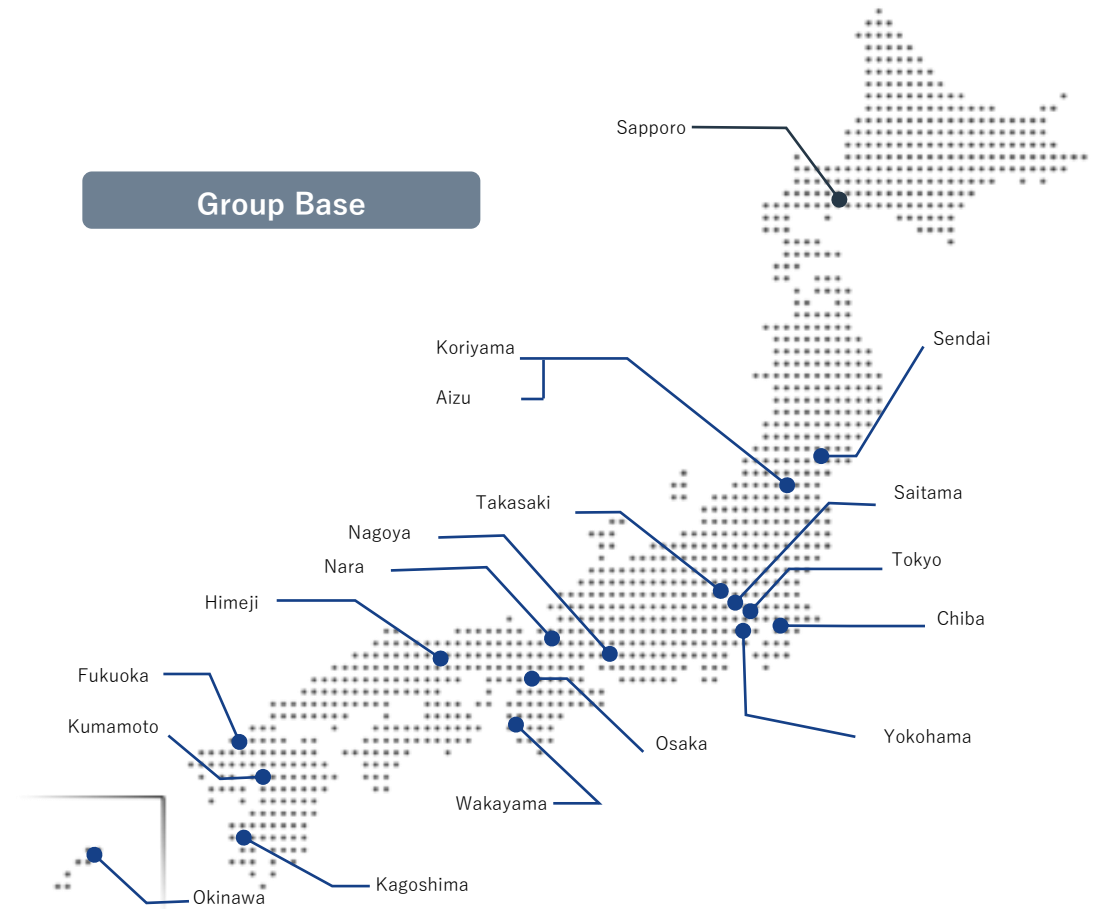 Sapporo
Group Base
Sendai
Koriyama
Aizu
Saitama
Takasaki
Nagoya
Tokyo
Nara
Himeji
Chiba
Fukuoka
Kumamoto
Yokohama
Osaka
Wakayama
Kagoshima
Okinawa